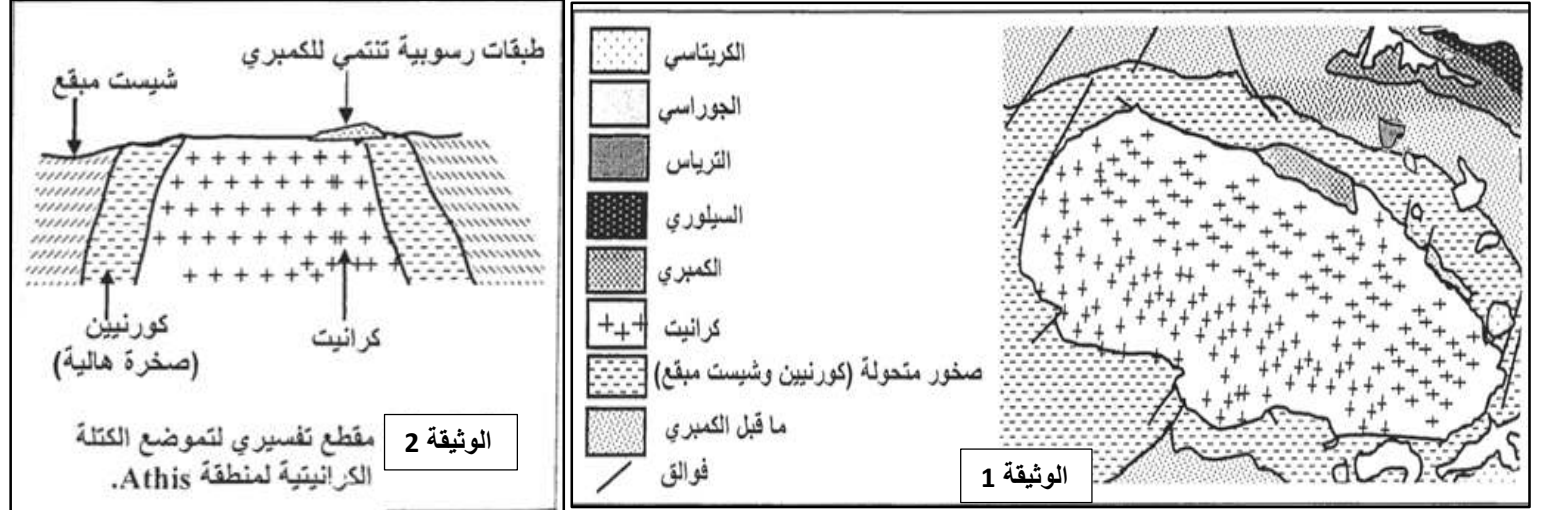 طبقات رسوبية تنتمي للكمبري
شيست مبقع
كورنيين
(صخرة هالية)
كرانيت
مقطع تفسيري لتموضع الكتلة
الكرانيتية لمنطقة Athis.
الوثيقة 2
الكريتاسي
الجوراسي
الترياس
السيلوري
الكمبري
كرانيت
صخور متحولة (كورنيين وشيست مبقع)
ما قبل الكمبري
فوالق
الوثيقة 1